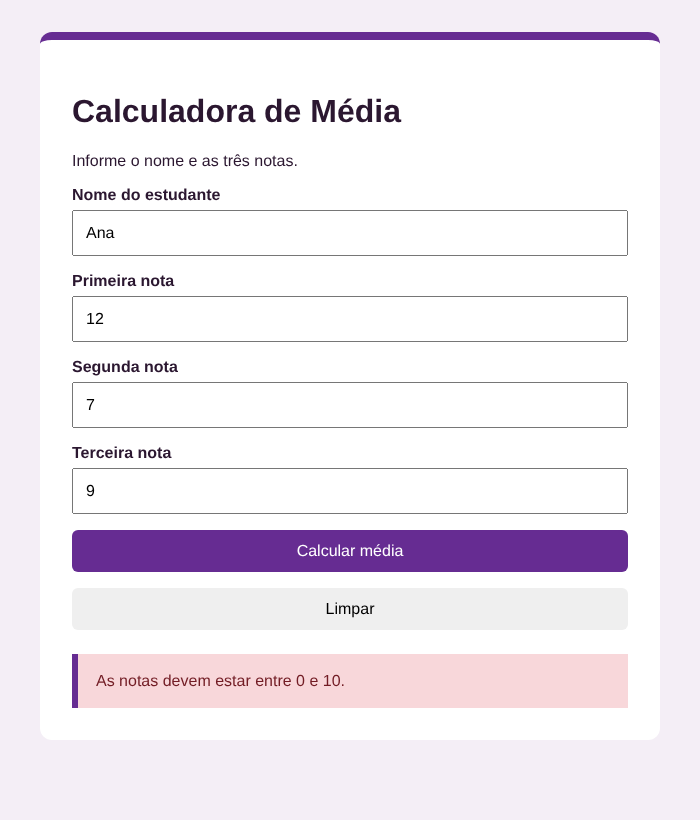 Calculadora de Média
Informe o nome e as três notas.
Nome do estudante
Ana
Primeira nota
12
Segunda nota
7
Terceira nota
9
Calcular média
Limpar
As notas devem estar entre 0 e 10.